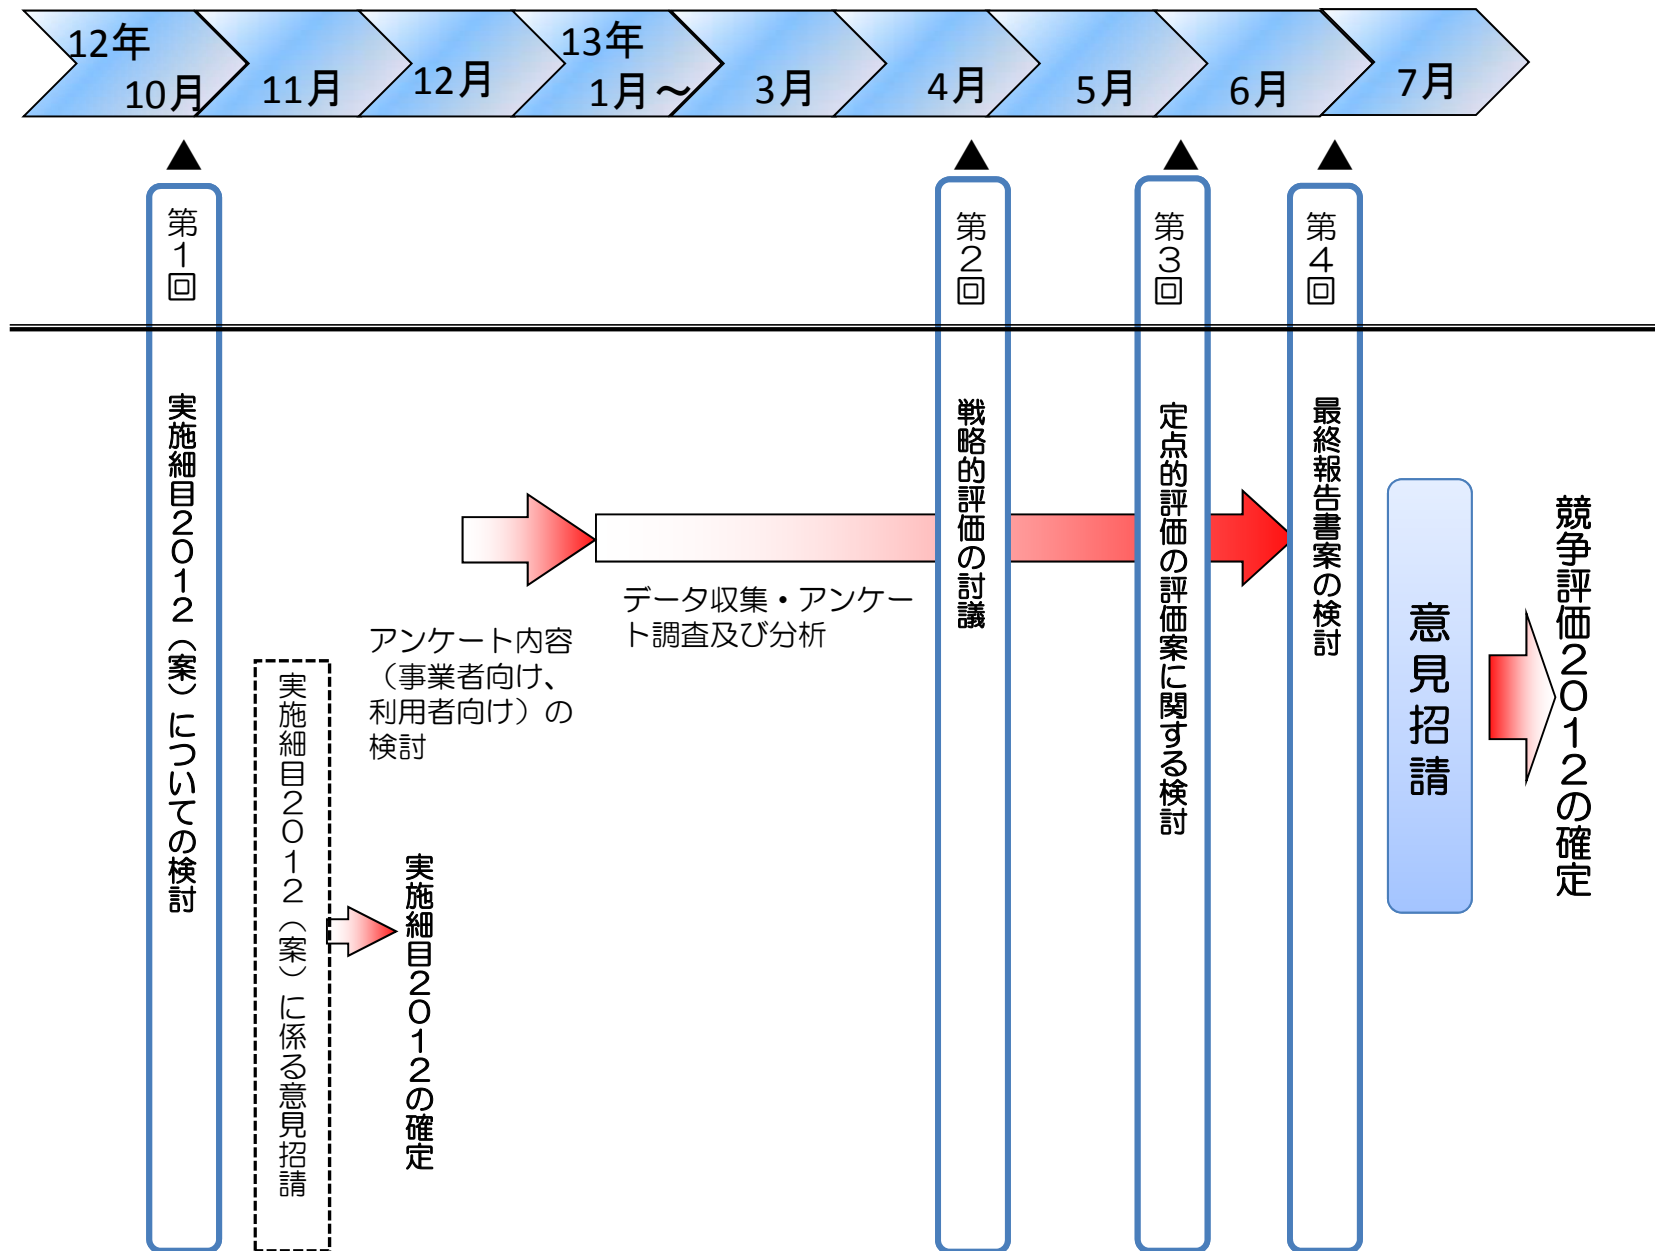 12年
10月
11月
12月
13年
1月～
3月
4月
5月
6月
7月
▲
▲
▲
▲
第1回
第2回
第3回
第4回
実施細目２０１２（案）についての検討
実施細目２０１２（案）に係る意見招請
実施細目２０１２の確定
アンケート内容
（事業者向け、
利用者向け）の
検討
データ収集・アンケー
ト調査及び分析
戦略的評価の討議
定点的評価の評価案に関する検討
最終報告書案の検討
意見招請
競争評価２０１２の確定